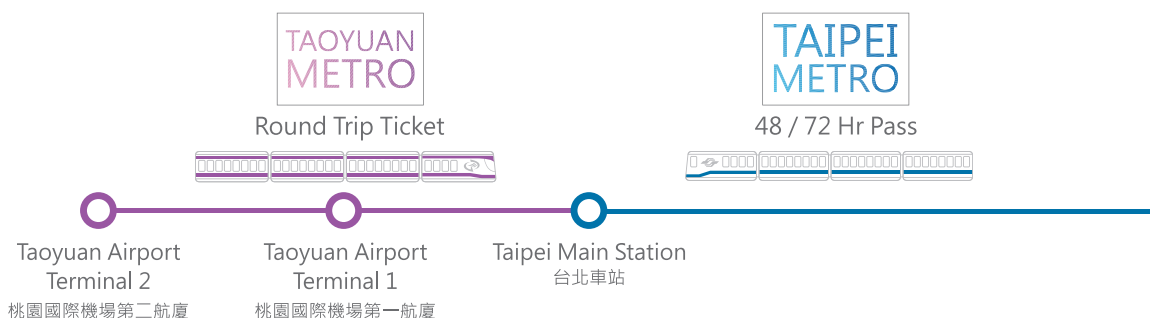 TAOYUAN
METRO
Round Trip Ticket
TAIPEI
METRO
48 / 72 Hr Pass
Taoyuan Airport
Terminal 2
桃園國際機場第二航廈
Taoyuan Airport
Terminal 1
桃園國際機場第一航廈
Taipei Main Station
台北車站